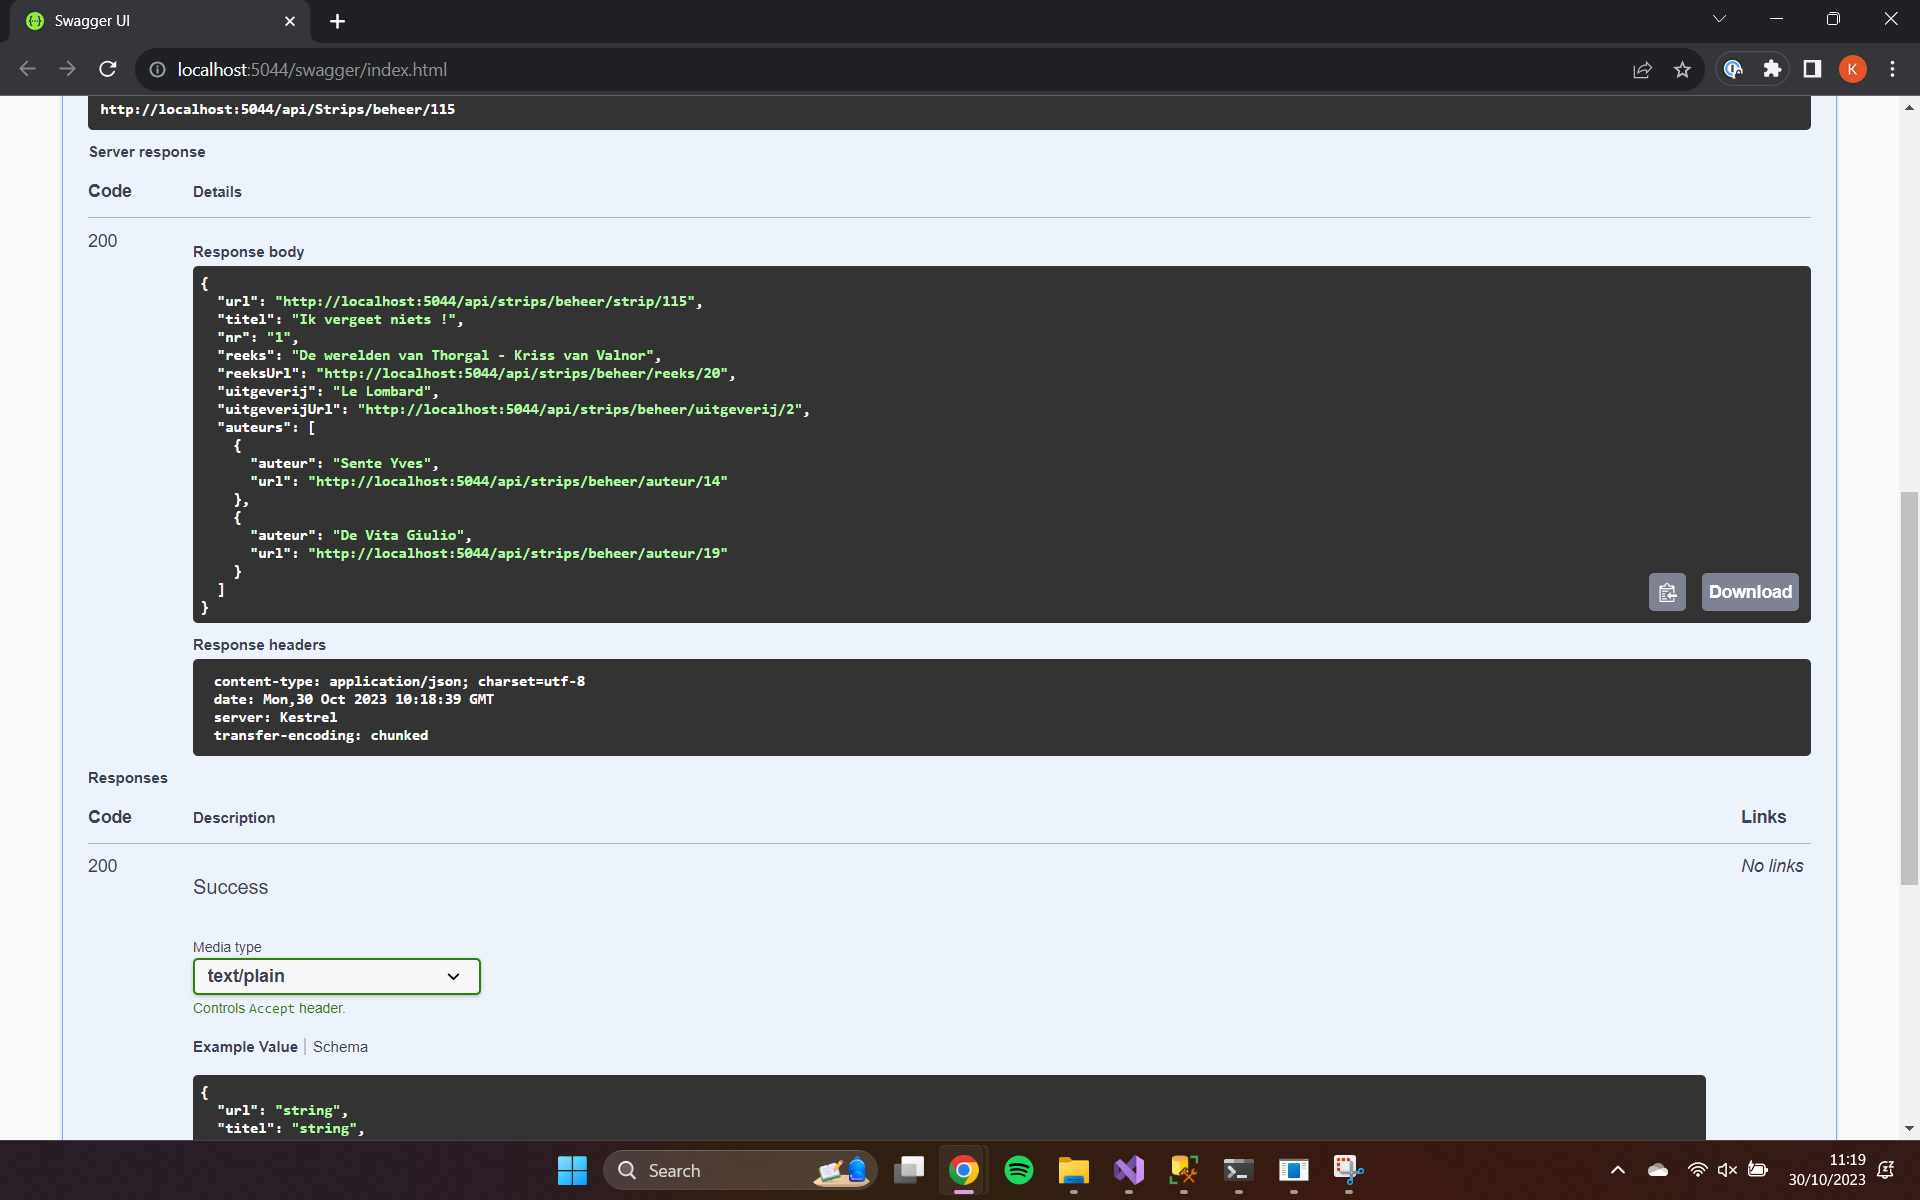 Swagger UI
localhost:5044/swagger/index.html
K
http://localhost:5044/api/Strips/beheer/115
Server response
Code Details
200
Response body
{
  "url": "http://localhost:5044/api/strips/beheer/strip/115",
  "titel": "Ik vergeet niets !",
  "nr": "1",
  "reeks": "De werelden van Thorgal - Kriss van Valnor",
  "reeksUrl": "http://localhost:5044/api/strips/beheer/reeks/20",
  "uitgeverij": "Le Lombard",
  "uitgeverijUrl": "http://localhost:5044/api/strips/beheer/uitgeverij/2",
  "auteurs": [
    {
      "auteur": "Sente Yves",
      "url": "http://localhost:5044/api/strips/beheer/auteur/14"
    },
    {
      "auteur": "De Vita Giulio",
      "url": "http://localhost:5044/api/strips/beheer/auteur/19"
    }
  ]
}
Download
Response headers
content-type: application/json; charset=utf-8
date: Mon,30 Oct 2023 10:18:39 GMT
server: Kestrel
transfer-encoding: chunked
Responses
Code Description Links
200 No links
Success
Media type
text/plain
Controls Accept header.
Example Value | Schema
{
  "url": "string",
  "titel": "string",
Search
11:19
30/10/2023